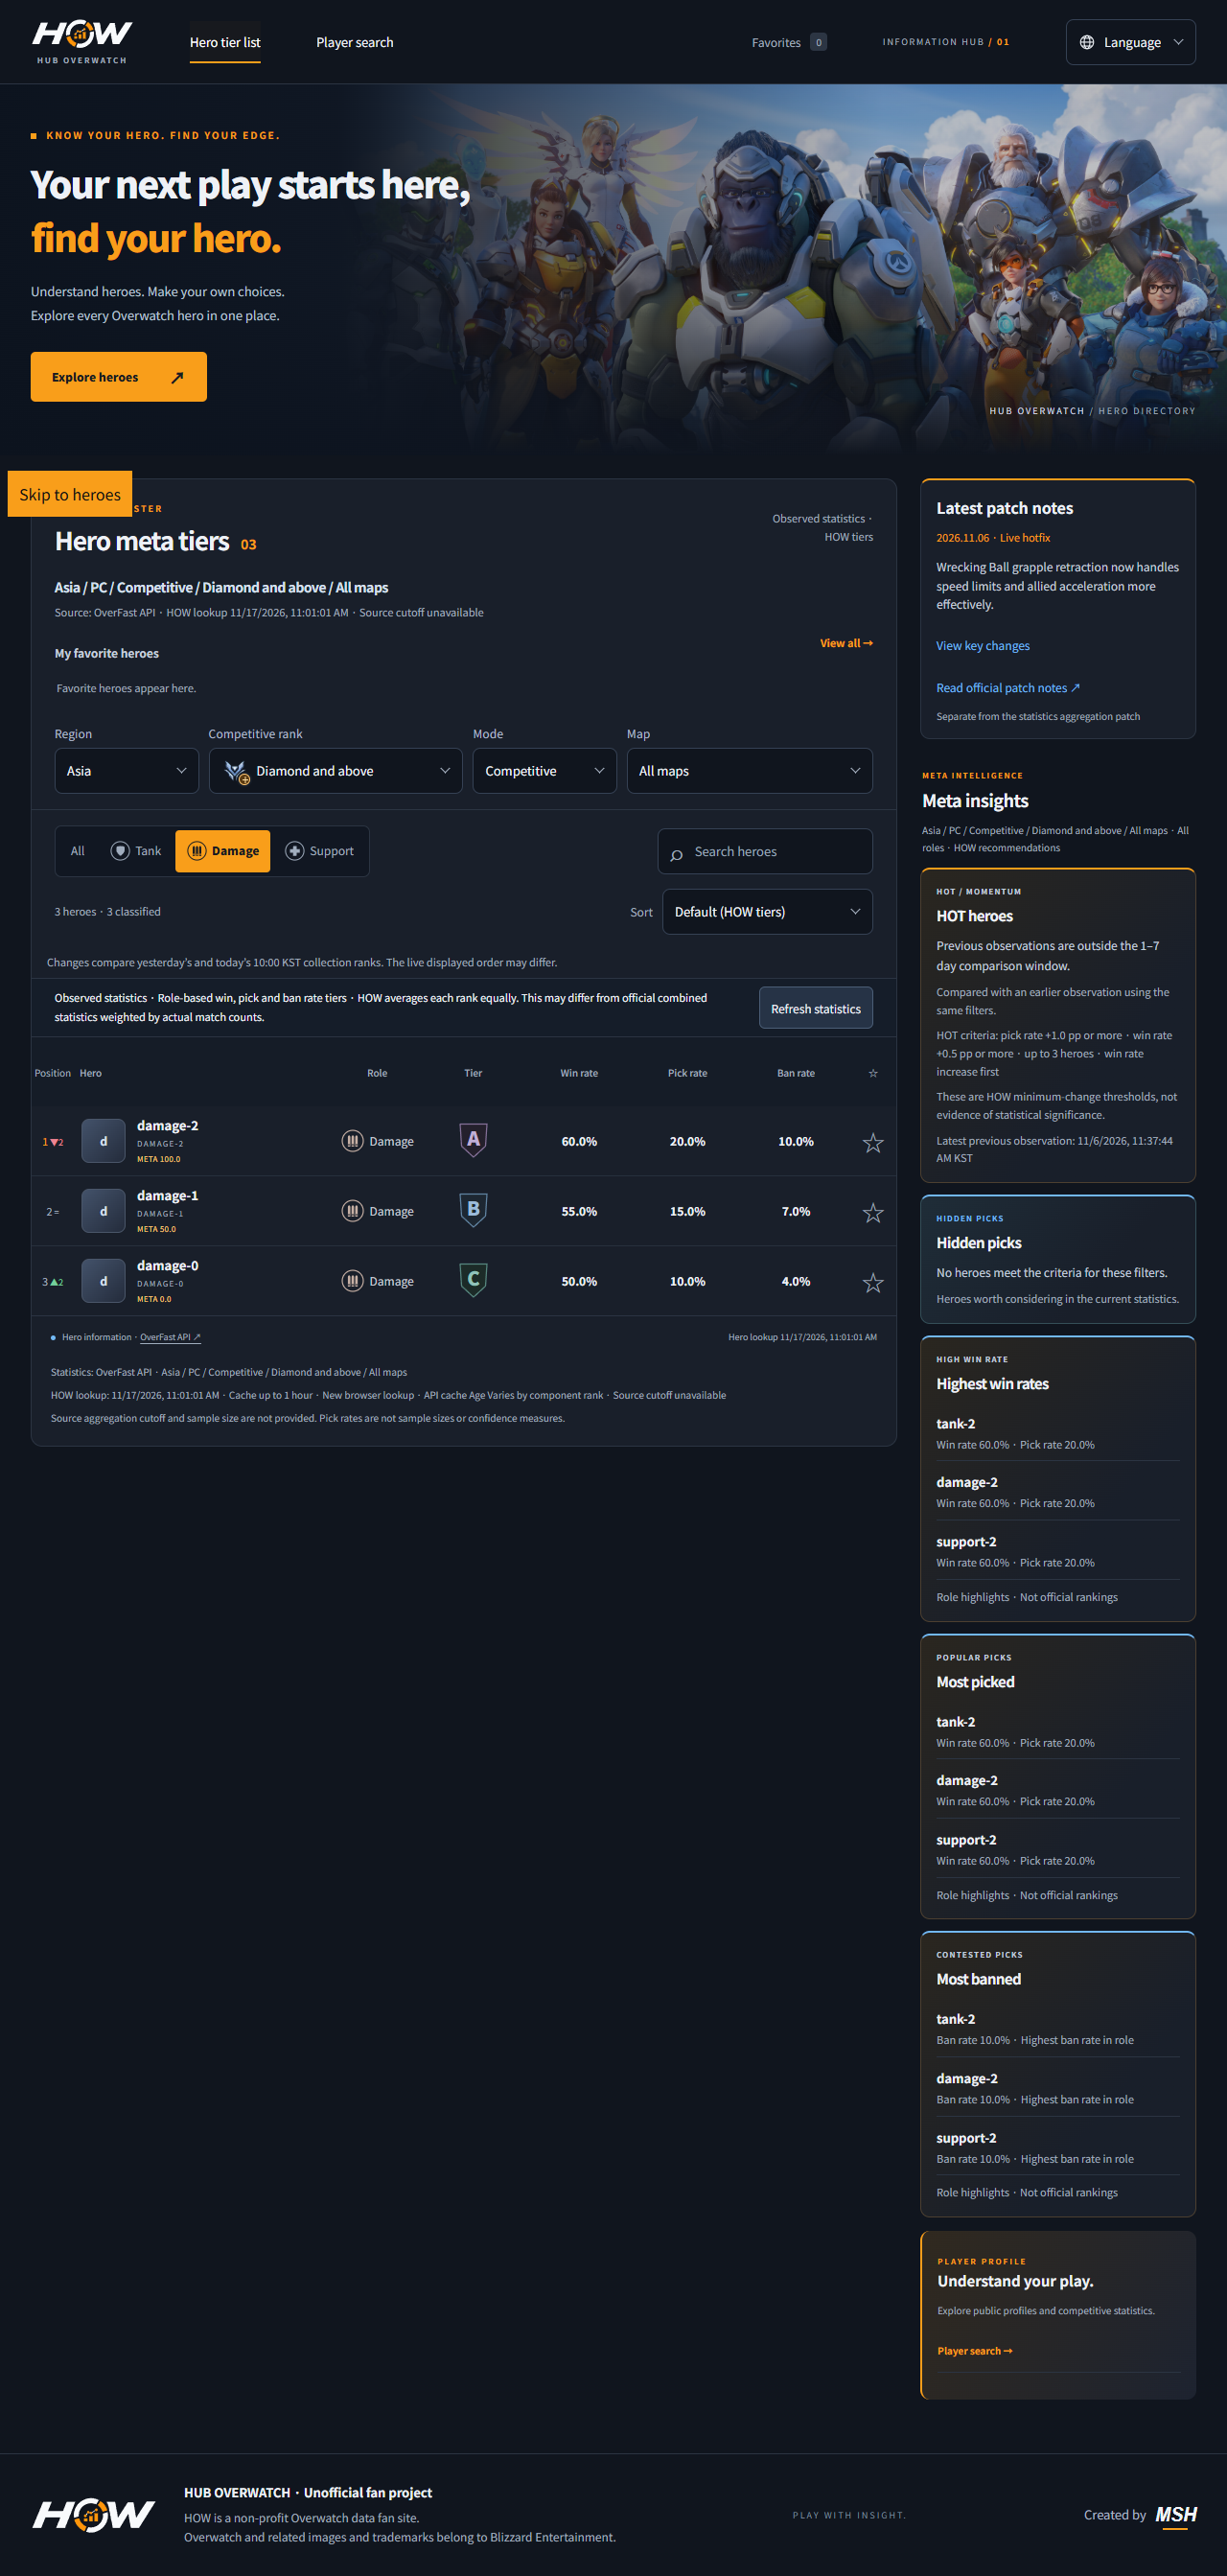 HOW
HUB OVERWATCH
Hero tier list
Player search
Favorites 0
INFORMATION HUB / 01
Language
KNOW YOUR HERO. FIND YOUR EDGE.
Your next play starts here,
find your hero.
Understand heroes. Make your own choices.
Explore every Overwatch hero in one place.
Explore heroes ↗
HUB OVERWATCH / HERO DIRECTORY
Skip to heroes
STER
Hero meta tiers 03
Observed statistics ·
HOW tiers
Asia / PC / Competitive / Diamond and above / All maps
Source: OverFast API · HOW lookup 11/17/2026, 11:01:01 AM · Source cutoff unavailable
My favorite heroes
View all →
Favorite heroes appear here.
Region
Competitive rank
Mode
Map
Asia
Diamond and above
Competitive
All maps
All
Tank
Damage
Support
Search heroes
3 heroes · 3 classified
Sort
Default (HOW tiers)
Changes compare yesterday's and today's 10:00 KST collection ranks. The live displayed order may differ.
Observed statistics · Role-based win, pick and ban rate tiers · HOW averages each rank equally. This may differ from official combined
statistics weighted by actual match counts.
Refresh statistics
Position Hero Role Tier Win rate Pick rate Ban rate ☆
1 ▼2 d damage-2 Damage A 60.0% 20.0% 10.0% ☆
DAMAGE-2
META 100.0
2 = d damage-1 Damage B 55.0% 15.0% 7.0% ☆
DAMAGE-1
META 50.0
3 ▲2 d damage-0 Damage C 50.0% 10.0% 4.0% ☆
DAMAGE-0
META 0.0
Hero information · OverFast API ↗
Hero lookup 11/17/2026, 11:01:01 AM
Statistics: OverFast API · Asia / PC / Competitive / Diamond and above / All maps
HOW lookup: 11/17/2026, 11:01:01 AM · Cache up to 1 hour · New browser lookup · API cache Age Varies by component rank · Source cutoff unavailable
Source aggregation cutoff and sample size are not provided. Pick rates are not sample sizes or confidence measures.
Latest patch notes
2026.11.06 · Live hotfix
Wrecking Ball grapple retraction now handles
speed limits and allied acceleration more
effectively.
View key changes
Read official patch notes ↗
Separate from the statistics aggregation patch
META INTELLIGENCE
Meta insights
Asia / PC / Competitive / Diamond and above / All maps · All
roles · HOW recommendations
HOT / MOMENTUM
HOT heroes
Previous observations are outside the 1–7
day comparison window.
Compared with an earlier observation using the
same filters.
HOT criteria: pick rate +1.0 pp or more · win rate
+0.5 pp or more · up to 3 heroes · win rate
increase first
These are HOW minimum-change thresholds, not
evidence of statistical significance.
Latest previous observation: 11/6/2026, 11:37:44
AM KST
HIDDEN PICKS
Hidden picks
No heroes meet the criteria for these filters.
Heroes worth considering in the current statistics.
HIGH WIN RATE
Highest win rates
tank-2
Win rate 60.0% · Pick rate 20.0%
damage-2
Win rate 60.0% · Pick rate 20.0%
support-2
Win rate 60.0% · Pick rate 20.0%
Role highlights · Not official rankings
POPULAR PICKS
Most picked
tank-2
Win rate 60.0% · Pick rate 20.0%
damage-2
Win rate 60.0% · Pick rate 20.0%
support-2
Win rate 60.0% · Pick rate 20.0%
Role highlights · Not official rankings
CONTESTED PICKS
Most banned
tank-2
Ban rate 10.0% · Highest ban rate in role
damage-2
Ban rate 10.0% · Highest ban rate in role
support-2
Ban rate 10.0% · Highest ban rate in role
Role highlights · Not official rankings
PLAYER PROFILE
Understand your play.
Explore public profiles and competitive statistics.
Player search →
HOW
HUB OVERWATCH · Unofficial fan project
HOW is a non-profit Overwatch data fan site.
Overwatch and related images and trademarks belong to Blizzard Entertainment.
PLAY WITH INSIGHT.
Created by MSH